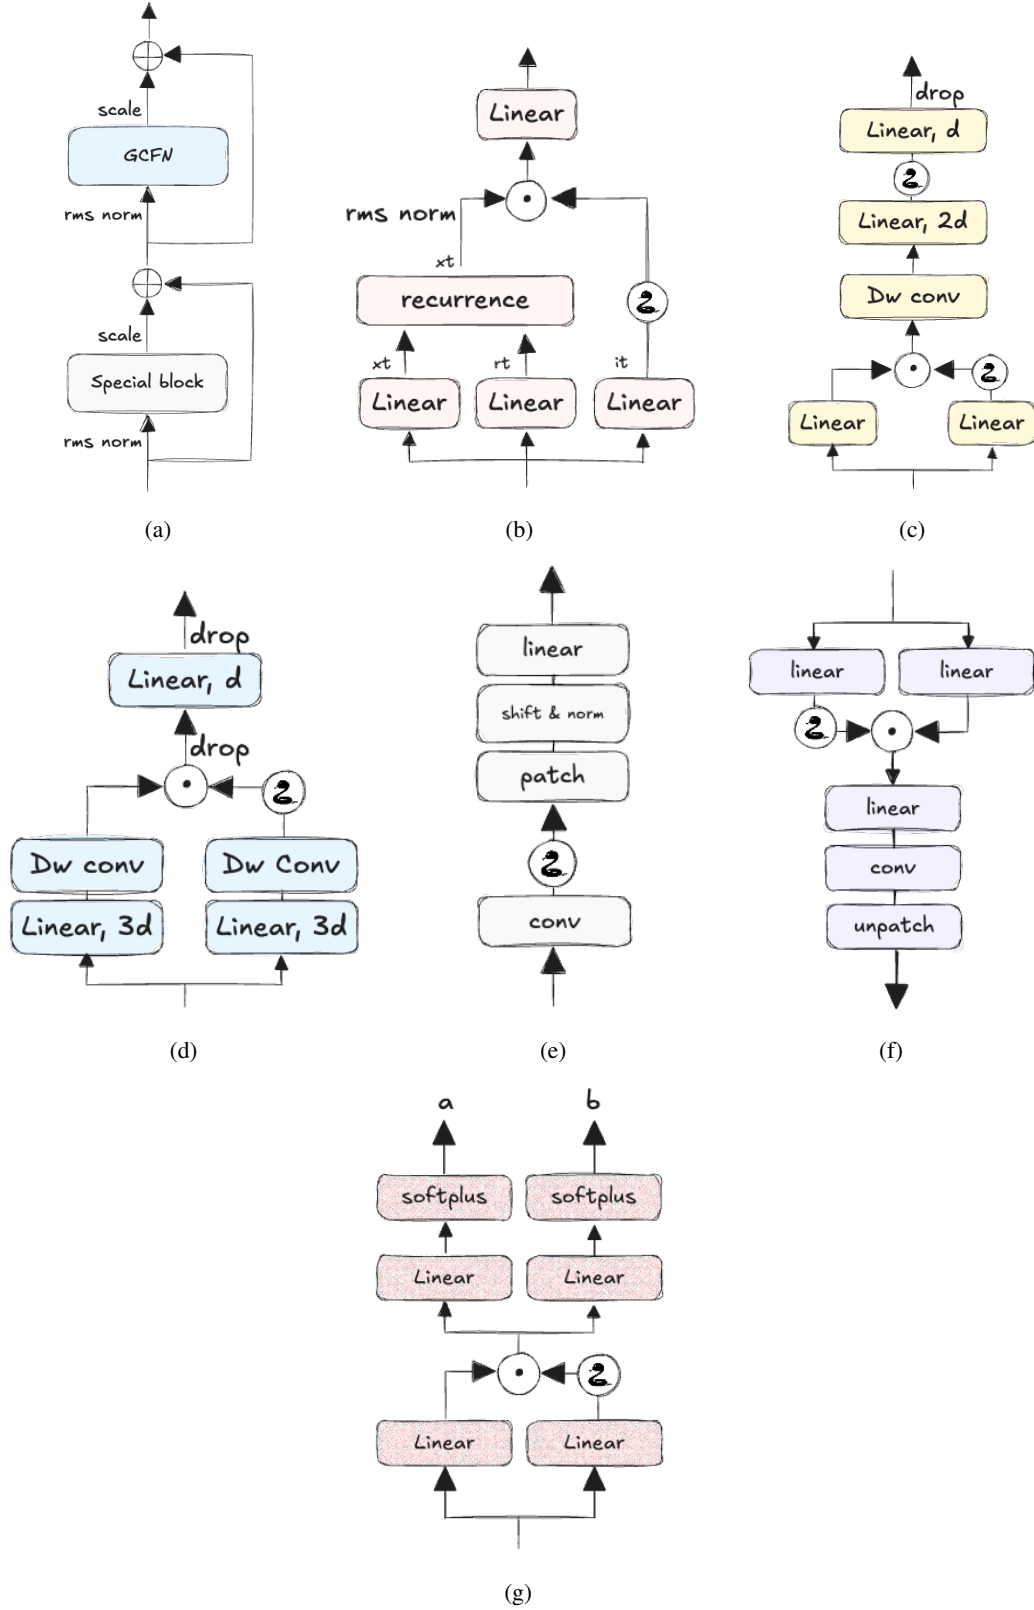 scale
GCFN
rms norm
scale
Special block
rms norm
(a)
Linear
rms norm
xt
recurrence
xt
rt
it
Linear
Linear
Linear
(b)
drop
Linear, d
Linear, 2d
Dw conv
Linear
Linear
(c)
drop
Linear, d
drop
Dw conv
Dw Conv
Linear, 3d
Linear, 3d
(d)
linear
shift & norm
patch
conv
(e)
linear
linear
linear
conv
unpatch
(f)
a
b
softplus
softplus
Linear
Linear
Linear
Linear
(g)